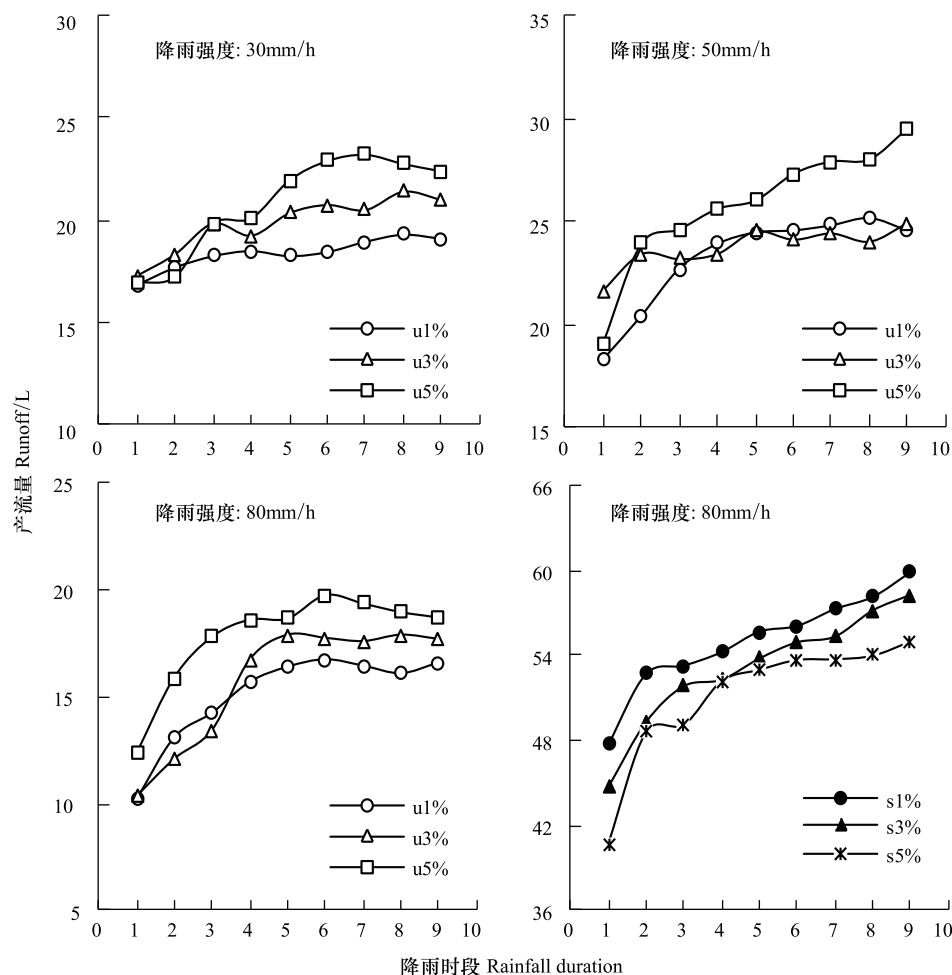 30
25
20
15
10
降雨强度: 30mm/h
u1%
u3%
u5%
0 1 2 3 4 5 6 7 8 9 10
35
30
25
20
15
降雨强度: 50mm/h
u1%
u3%
u5%
0 1 2 3 4 5 6 7 8 9 10
产流量 Runoff/L
25
20
15
10
5
降雨强度: 80mm/h
u1%
u3%
u5%
0 1 2 3 4 5 6 7 8 9 10
66
60
54
48
42
36
降雨强度: 80mm/h
s1%
s3%
s5%
0 1 2 3 4 5 6 7 8 9 10
降雨时段 Rainfall duration